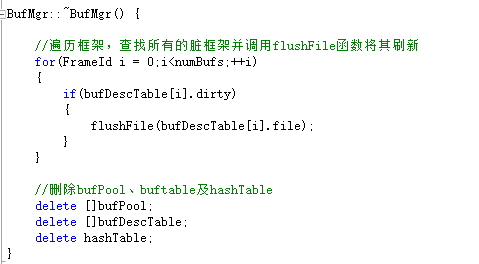 BufMgr::~BufMgr() {
//遍历框架，查找所有的脏框架并调用flushFile函数将其刷新
for(FrameId i = 0;i<numBufs;++i)
{
if(bufDescTable[i].dirty)
{
flushFile(bufDescTable[i].file);
}
}
//删除bufPool、buftable及hashTable
delete []bufPool;
delete []bufDescTable;
delete hashTable;
}